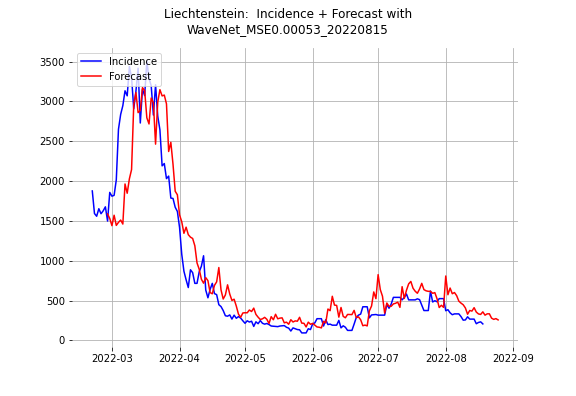 Liechtenstein:  Incidence + Forecast with
WaveNet_MSE0.00053_20220815
Incidence
Forecast
3500
3000
2500
2000
1500
1000
500
0
2022-03 2022-04 2022-05 2022-06 2022-07 2022-08 2022-09